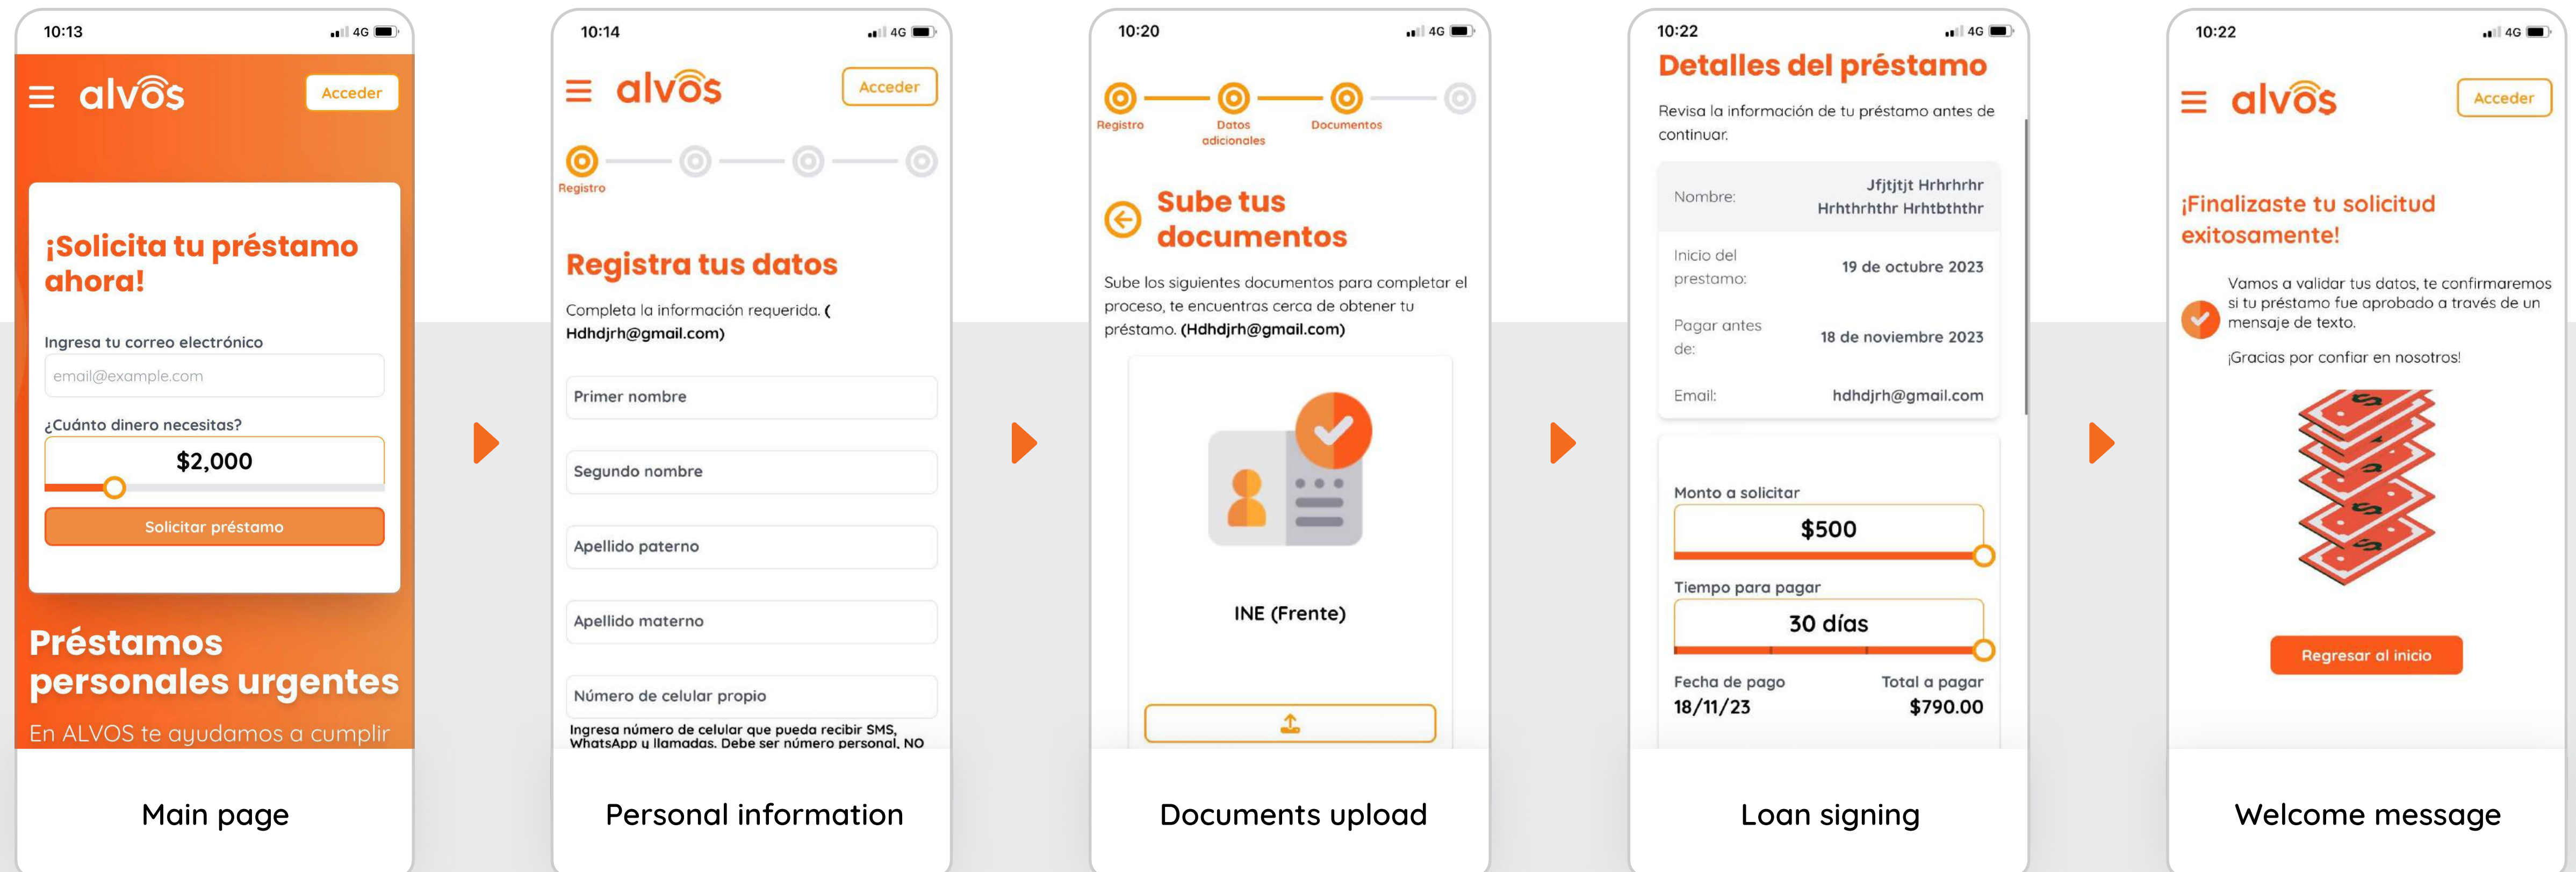 10:13
4G
alvos
Acceder
¡Solicita tu préstamo
ahora!
Ingresa tu correo electrónico
email@example.com
¿Cuánto dinero necesitas?
$2,000
Solicitar préstamo
Préstamos
personales urgentes
En ALVOS te ayudamos a cumplir
Main page
10:14
4G
alvos
Acceder
Registro
Registra tus datos
Completa la información requerida. (
Hdhdjrh@gmail.com)
Primer nombre
Segundo nombre
Apellido paterno
Apellido materno
Número de celular propio
Ingresa número de celular que pueda recibir SMS,
WhatsApp y llamadas. Debe ser número personal, NO
Personal information
10:20
4G
Registro
Datos
adicionales
Documentos
Sube tus
documentos
Sube los siguientes documentos para completar el
proceso, te encuentras cerca de obtener tu
préstamo. (Hdhdjrh@gmail.com)
INE (Frente)
Documents upload
10:22
4G
Detalles del préstamo
Revisa la información de tu préstamo antes de
continuar.
Nombre:
Jfjtjtjt Hrhrhrhr
Hrhthrhthr Hrhtbththr
Inicio del
prestamo:
19 de octubre 2023
Pagar antes
de:
18 de noviembre 2023
Email:
hdhdjrh@gmail.com
Monto a solicitar
$500
Tiempo para pagar
30 días
Fecha de pago
18/11/23
Total a pagar
$790.00
Loan signing
10:22
4G
alvos
Acceder
¡Finalizaste tu solicitud
exitosamente!
Vamos a validar tus datos, te confirmaremos
si tu préstamo fue aprobado a través de un
mensaje de texto.
¡Gracias por confiar en nosotros!
Regresar al inicio
Welcome message